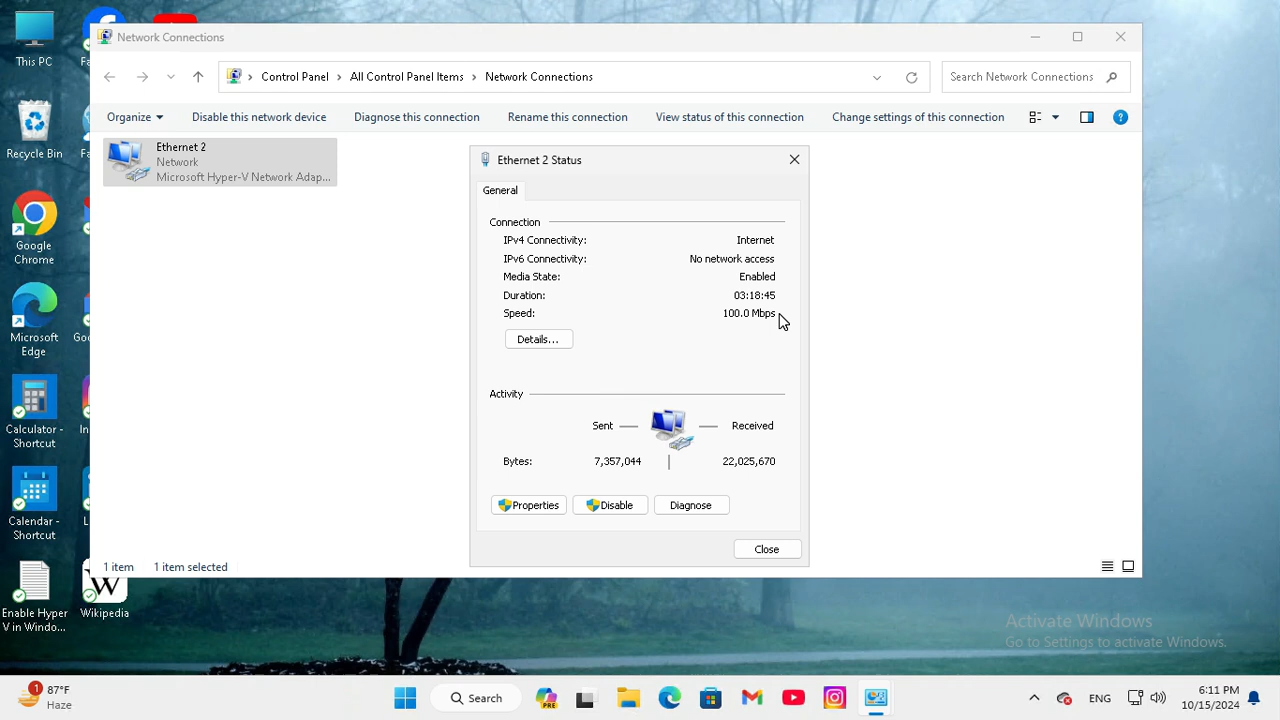 This PC
Recycle Bin
Google
Chrome
Microsoft
Edge
Calculator -
Shortcut
Calendar -
Shortcut
Enable Hyper
V in Windo...
W
Wikipedia
Network Connections
Control Panel > All Control Panel Items > Network Connections
Search Network Connections
Organize
Disable this network device
Diagnose this connection
Rename this connection
View status of this connection
Change settings of this connection
Ethernet 2
Network
Microsoft Hyper-V Network Adap...
Ethernet 2 Status
General
Connection
IPv4 Connectivity: Internet
IPv6 Connectivity: No network access
Media State: Enabled
Duration: 03:18:45
Speed: 100.0 Mbps
Details...
Activity
Sent — — Received
Bytes: 7,357,044 | 22,025,670
Properties
Disable
Diagnose
Close
1 item 1 item selected
Activate Windows
Go to Settings to activate Windows.
1
87°F
Haze
Search
ENG
6:11 PM
10/15/2024